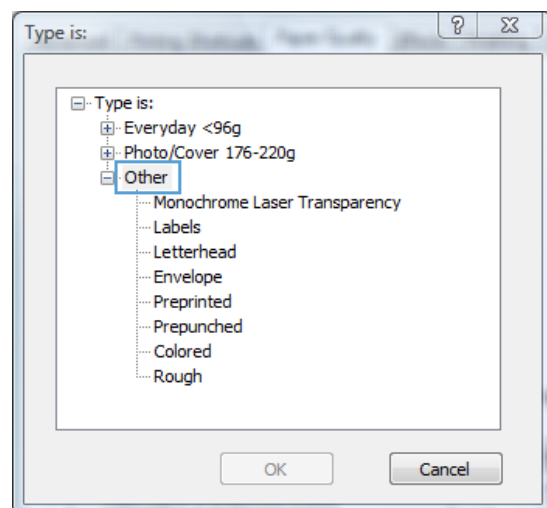 Type is:
Type is:
Everyday <96g
Photo/Cover 176-220g
Other
Monochrome Laser Transparency
Labels
Letterhead
Envelope
Preprinted
Prepunched
Colored
Rough
OK
Cancel